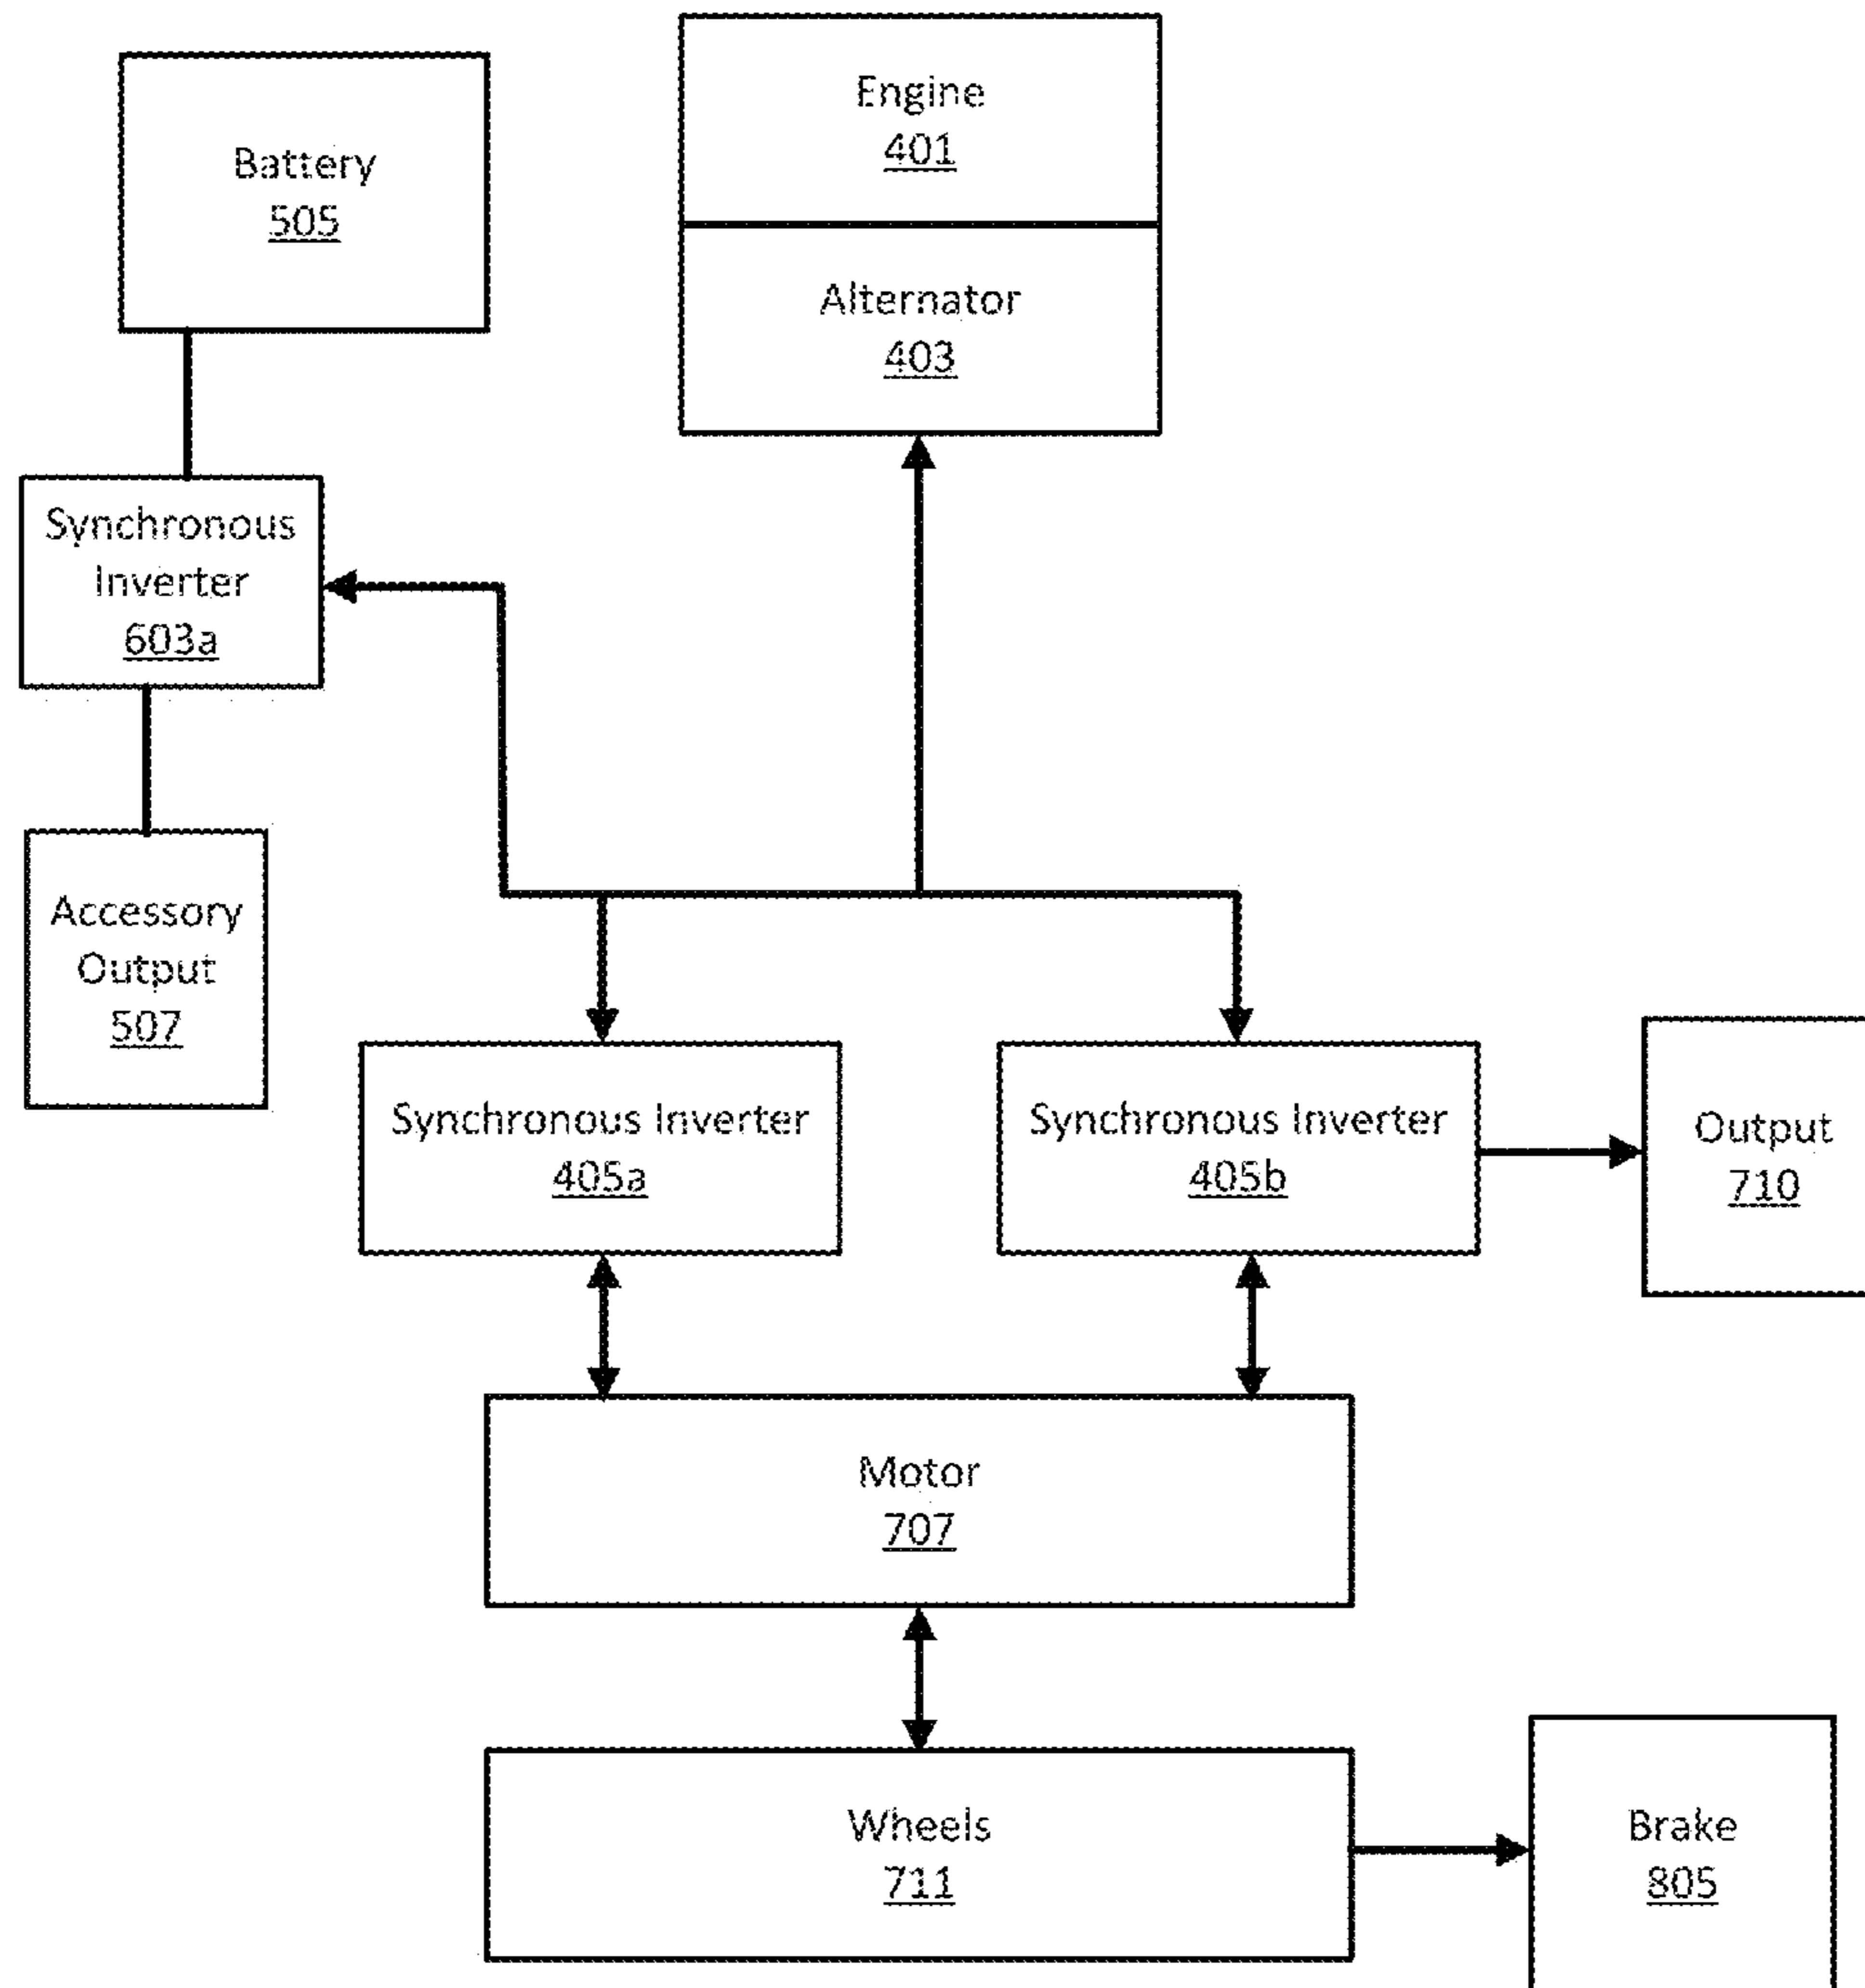 Engine
401
Battery
505
Alternator
403
Synchronous
Inverter
603a
Accessory
Output
507
Synchronous Inverter
405a
Synchronous Inverter
405b
Output
710
Motor
707
Wheels
711
Brake
805